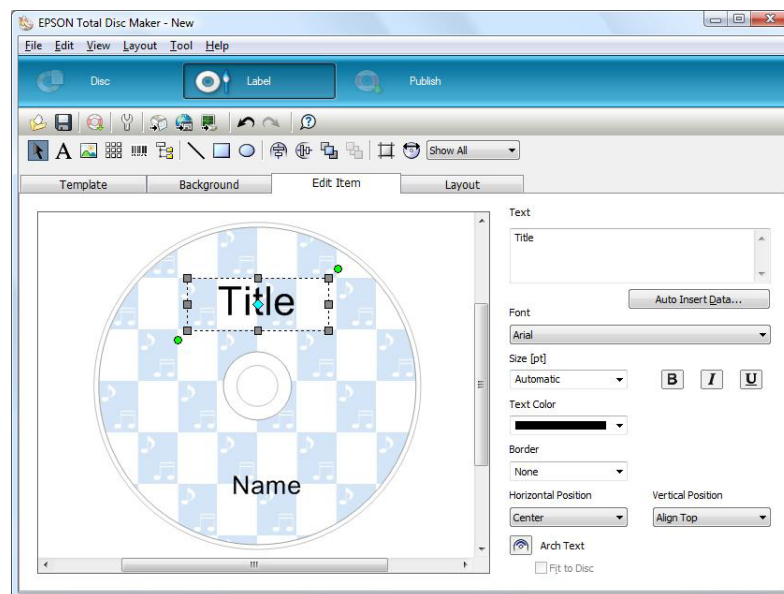 EPSON Total Disc Maker - New
File Edit View Layout Tool Help
Disc Label Publish
Show All
Template Background Edit Item Layout
Text
Title
Auto Insert Data...
Font
Arial
Size [pt]
Automatic B I U
Text Color
Border
None
Horizontal Position Vertical Position
Center Align Top
Arch Text
Fit to Disc
Title
Name